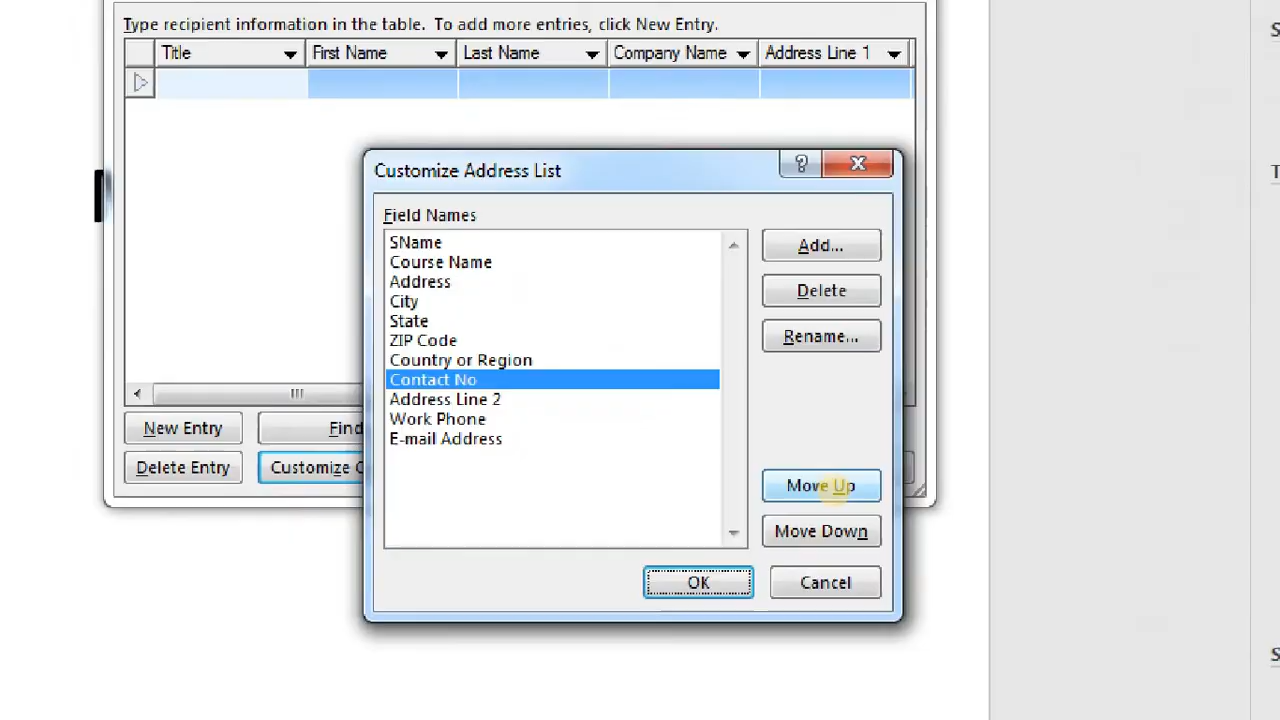 Type recipient information in the table. To add more entries, click New Entry.
Title First Name Last Name Company Name Address Line 1
Customize Address List
Field Names
SName
Course Name
Address
City
State
ZIP Code
Country or Region
Contact No
Address Line 2
Work Phone
E-mail Address
Add...
Delete
Rename...
Move Up
Move Down
OK Cancel
New Entry Find
Delete Entry Customize C
S
T
S